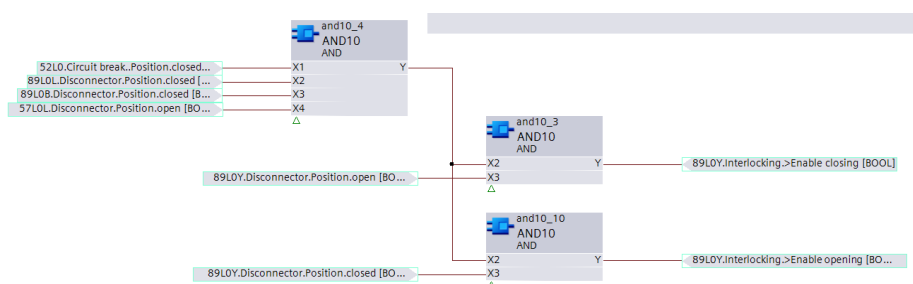 and10_4
AND10
AND
52L0.Circuit break..Position.closed...
X1
Y
89L0L.Disconnector.Position.closed [...
X2
89L0B.Disconnector.Position.closed [B...
X3
57L0L.Disconnector.Position.open [BO...
X4
and10_3
AND10
AND
X2
Y
89L0Y.Interlocking.>Enable closing [BOOL]
89L0Y.Disconnector.Position.open [BO...
X3
and10_10
AND10
AND
X2
Y
89L0Y.Interlocking.>Enable opening [BO...
89L0Y.Disconnector.Position.closed [BO...
X3